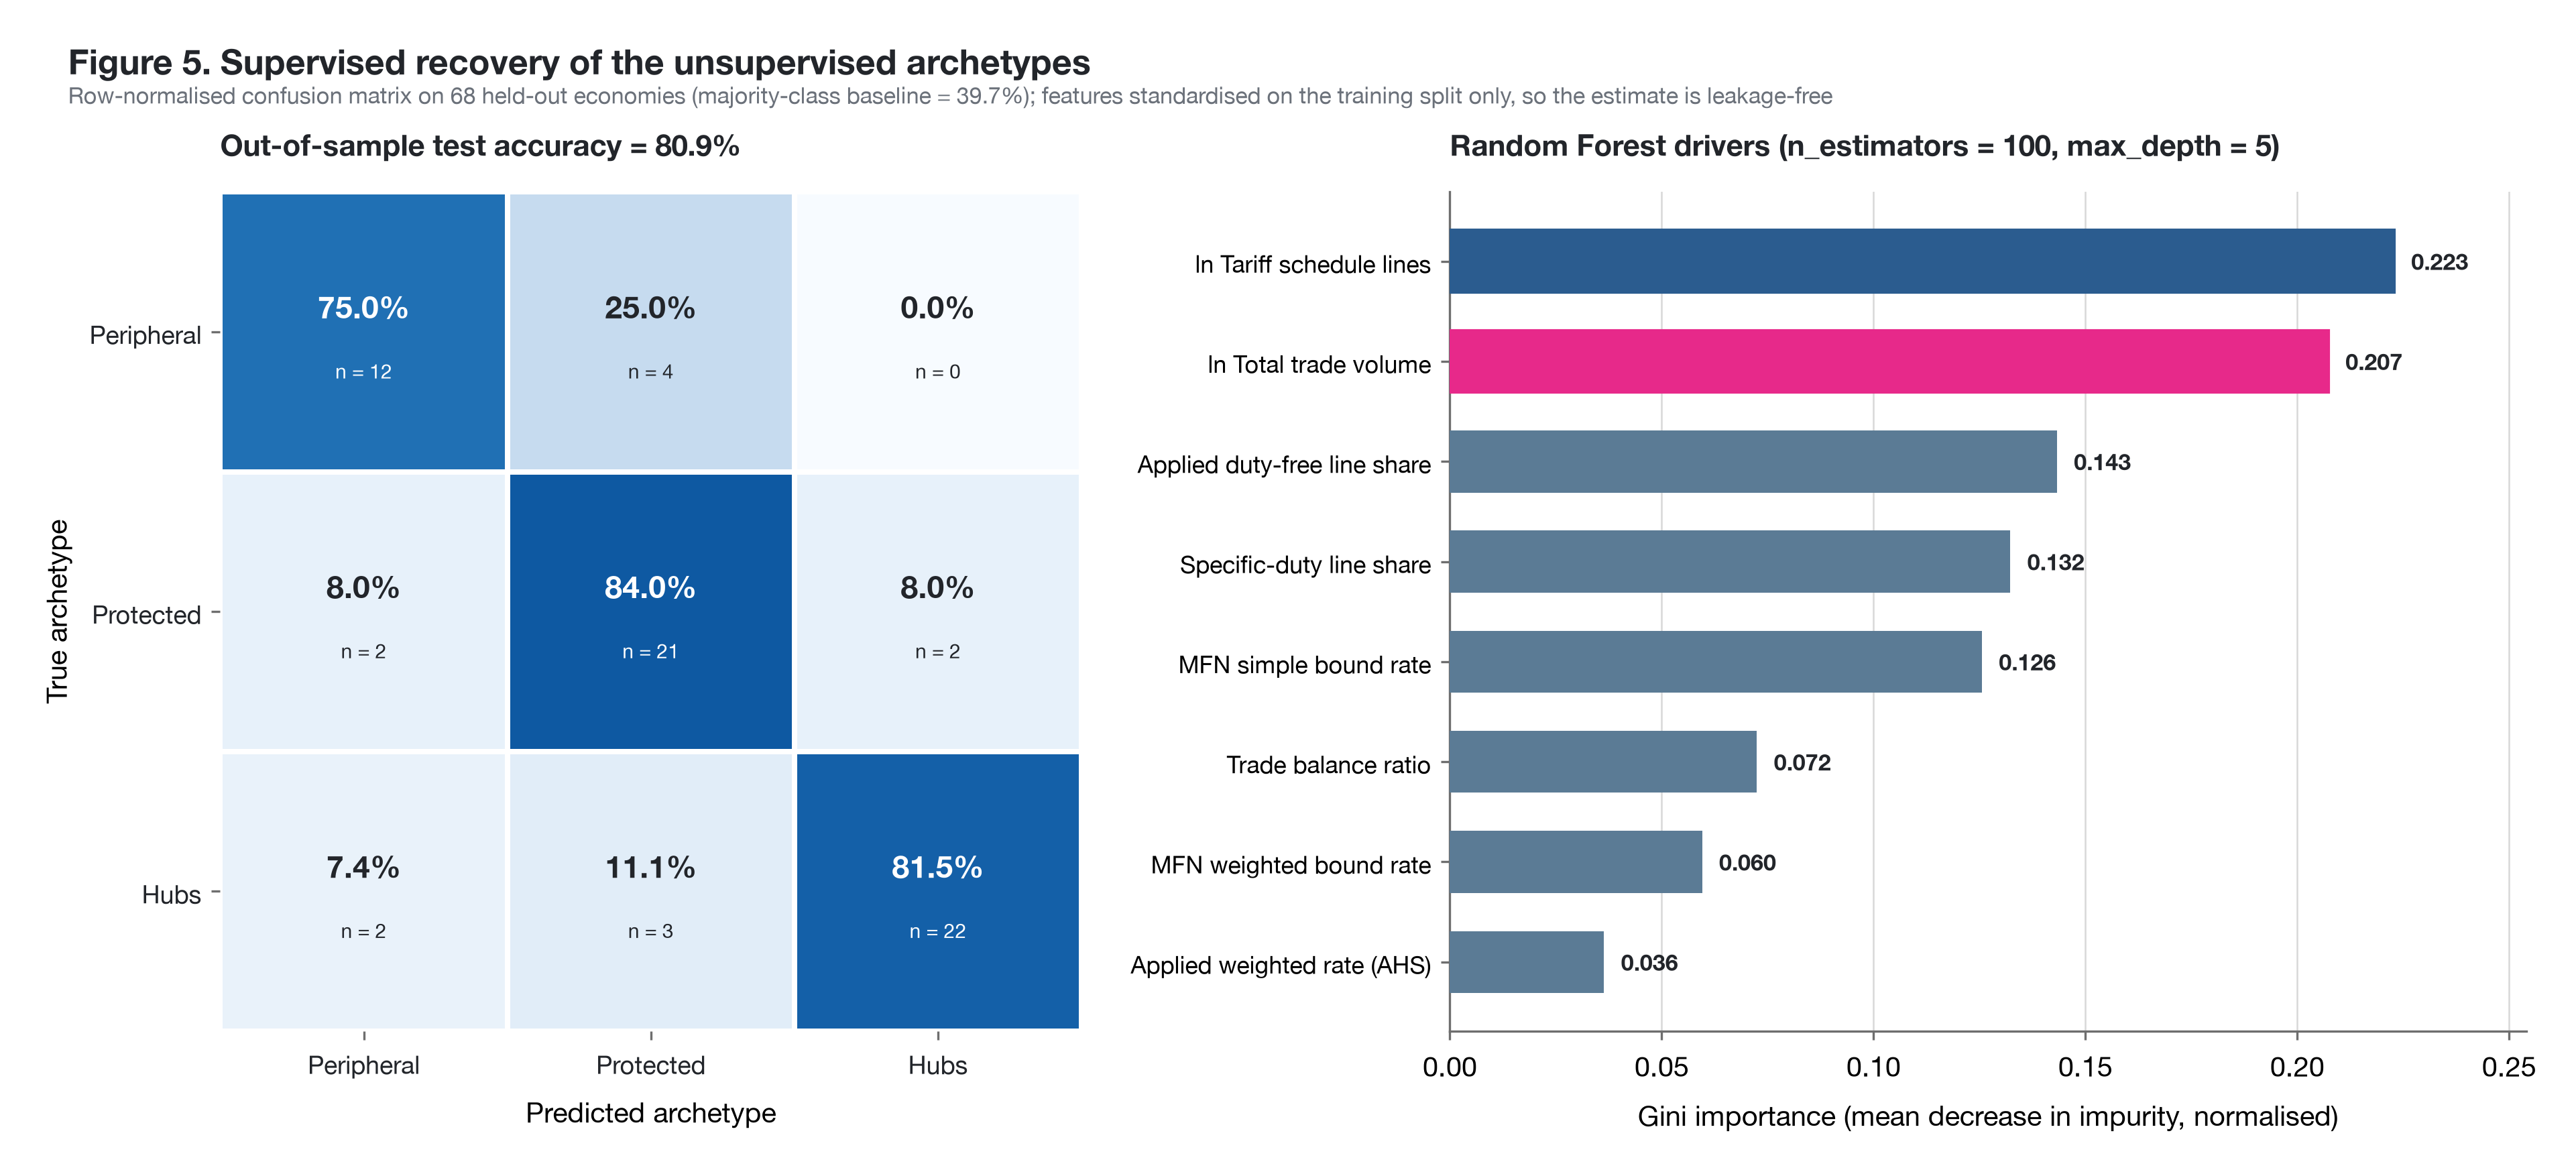 Figure 5. Supervised recovery of the unsupervised archetypes
Row-normalised confusion matrix on 68 held-out economies (majority-class baseline = 39.7%); features standardised on the training split only, so the estimate is leakage-free
Out-of-sample test accuracy = 80.9%
True archetype
Peripheral
75.0%
n = 12
25.0%
n = 4
0.0%
n = 0
Protected
8.0%
n = 2
84.0%
n = 21
8.0%
n = 2
Hubs
7.4%
n = 2
11.1%
n = 3
81.5%
n = 22
Peripheral
Protected
Hubs
Predicted archetype
Random Forest drivers (n_estimators = 100, max_depth = 5)
ln Tariff schedule lines
0.223
ln Total trade volume
0.207
Applied duty-free line share
0.143
Specific-duty line share
0.132
MFN simple bound rate
0.126
Trade balance ratio
0.072
MFN weighted bound rate
0.060
Applied weighted rate (AHS)
0.036
0.00
0.05
0.10
0.15
0.20
0.25
Gini importance (mean decrease in impurity, normalised)